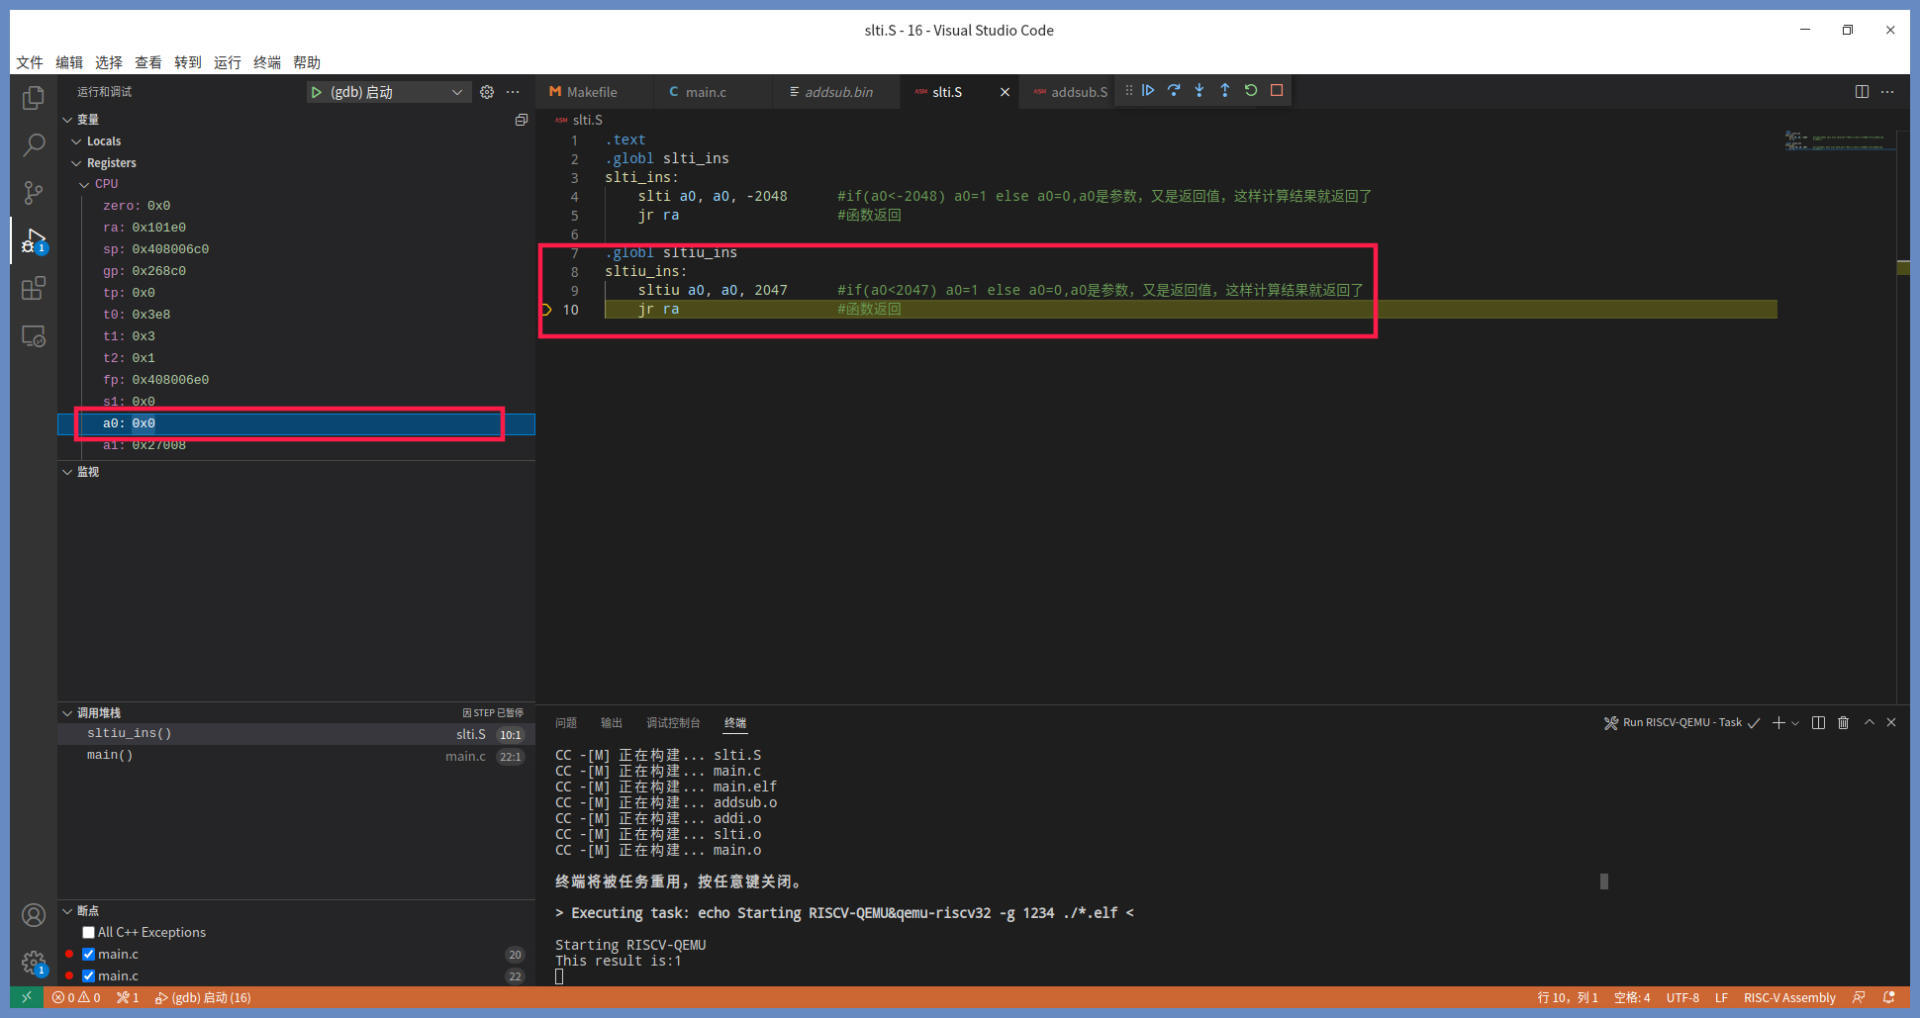 slti.S - 16 - Visual Studio Code
文件 编辑 选择 查看 转到 运行 终端 帮助
运行和调试
(gdb) 启动
Makefile
main.c
addsub.bin
slti.S
addsub.S
变量
Locals
Registers
CPU
zero: 0x0
ra: 0x101e0
sp: 0x408006c0
gp: 0x268c0
tp: 0x0
t0: 0x3e8
t1: 0x3
t2: 0x1
fp: 0x408006e0
s1: 0x0
a0: 0x0
a1: 0x27008
监视
调用堆栈
因 STEP 已暂停
sltiu_ins() slti.S 10:1
main() main.c 22:1
断点
All C++ Exceptions
main.c 20
main.c 22
slti.S
1 .text
2 .globl slti_ins
3 slti_ins:
4 slti a0, a0, -2048 #if(a0<-2048) a0=1 else a0=0,a0是参数，又是返回值，这样计算结果就返回了
5 jr ra #函数返回
6
7 .globl sltiu_ins
8 sltiu_ins:
9 sltiu a0, a0, 2047 #if(a0<2047) a0=1 else a0=0,a0是参数，又是返回值，这样计算结果就返回了
10 jr ra #函数返回
问题 输出 调试控制台 终端
Run RISCV-QEMU - Task
CC -[M] 正在构建... slti.S
CC -[M] 正在构建... main.c
CC -[M] 正在构建... main.elf
CC -[M] 正在构建... addsub.o
CC -[M] 正在构建... addi.o
CC -[M] 正在构建... slti.o
CC -[M] 正在构建... main.o
终端将被任务重用，按任意键关闭。
> Executing task: echo Starting RISCV-QEMU&qemu-riscv32 -g 1234 ./*.elf <
Starting RISCV-QEMU
This result is:1
0 0 1 (gdb) 启动 (16)
行 10，列 1 空格: 4 UTF-8 LF RISC-V Assembly